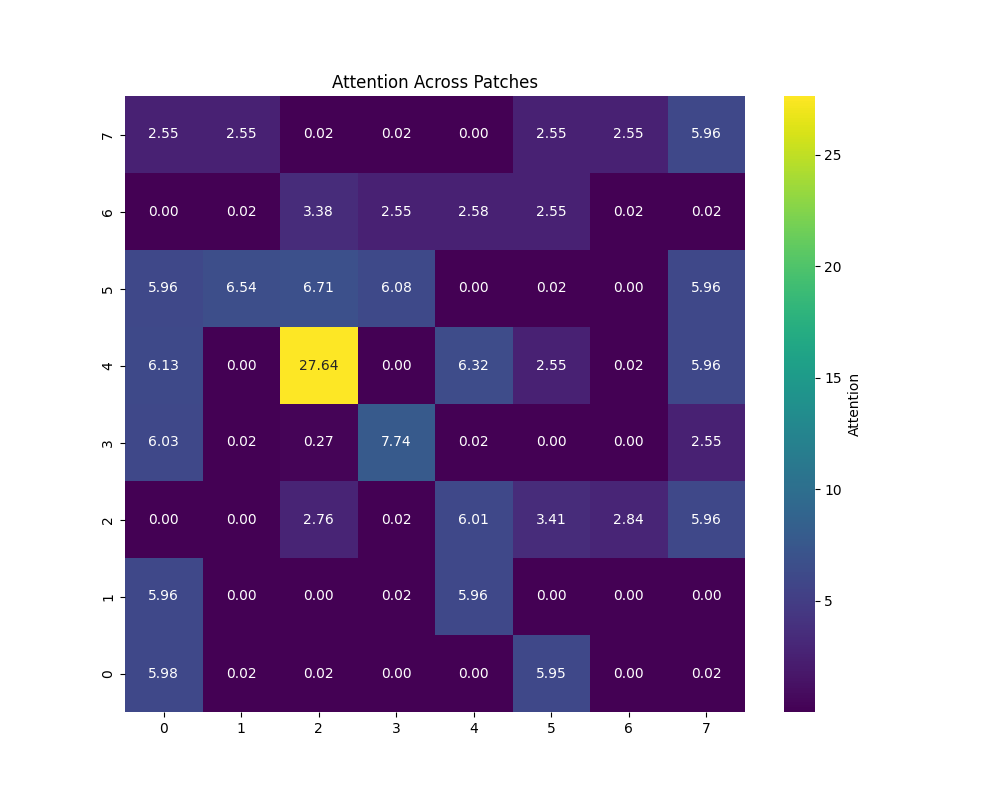 Attention Across Patches
7 2.55 2.55 0.02 0.02 0.00 2.55 2.55 5.96
6 0.00 0.02 3.38 2.55 2.58 2.55 0.02 0.02
5 5.96 6.54 6.71 6.08 0.00 0.02 0.00 5.96
4 6.13 0.00 27.64 0.00 6.32 2.55 0.02 5.96
3 6.03 0.02 0.27 7.74 0.02 0.00 0.00 2.55
2 0.00 0.00 2.76 0.02 6.01 3.41 2.84 5.96
1 5.96 0.00 0.00 0.02 5.96 0.00 0.00 0.00
0 5.98 0.02 0.02 0.00 0.00 5.95 0.00 0.02
0 1 2 3 4 5 6 7
25
20
15
10
5
Attention